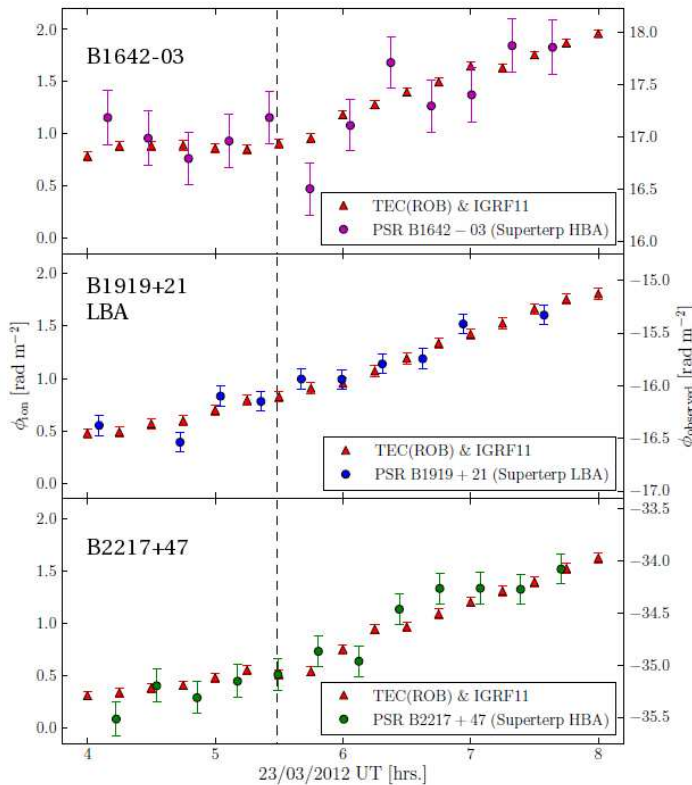 2.0
1.5
1.0
0.5
0.0
B1642-03
TEC(ROB) & IGRF11
PSR B1642 − 03 (Superterp HBA)
18.0
17.5
17.0
16.5
16.0
2.0
1.5
1.0
0.5
0.0
B1919+21
LBA
TEC(ROB) & IGRF11
PSR B1919 + 21 (Superterp LBA)
−15.0
−15.5
−16.0
−16.5
−17.0
ϕion [rad m−2]
ϕobserved [rad m−2]
2.0
1.5
1.0
0.5
0.0
B2217+47
TEC(ROB) & IGRF11
PSR B2217 + 47 (Superterp HBA)
−33.5
−34.0
−34.5
−35.0
−35.5
4 5 6 7 8
23/03/2012 UT [hrs.]